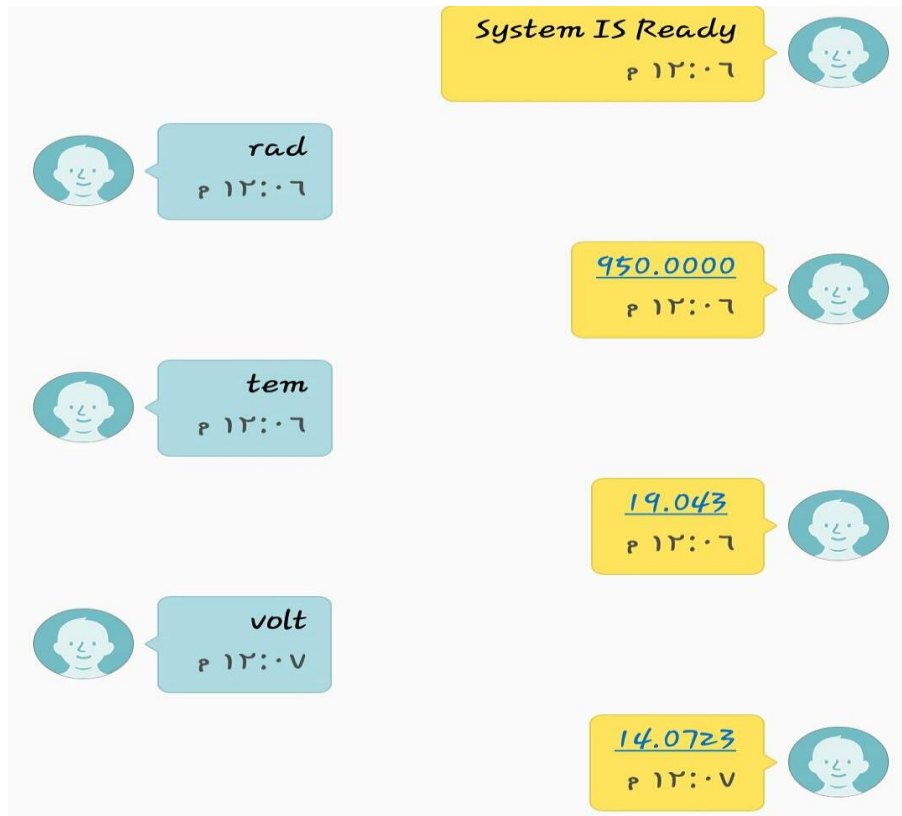 System IS Ready
١٢:٠٦ م
rad
١٢:٠٦ م
950.0000
١٢:٠٦ م
tem
١٢:٠٦ م
19.043
١٢:٠٦ م
volt
١٢:٠٧ م
14.0723
١٢:٠٧ م